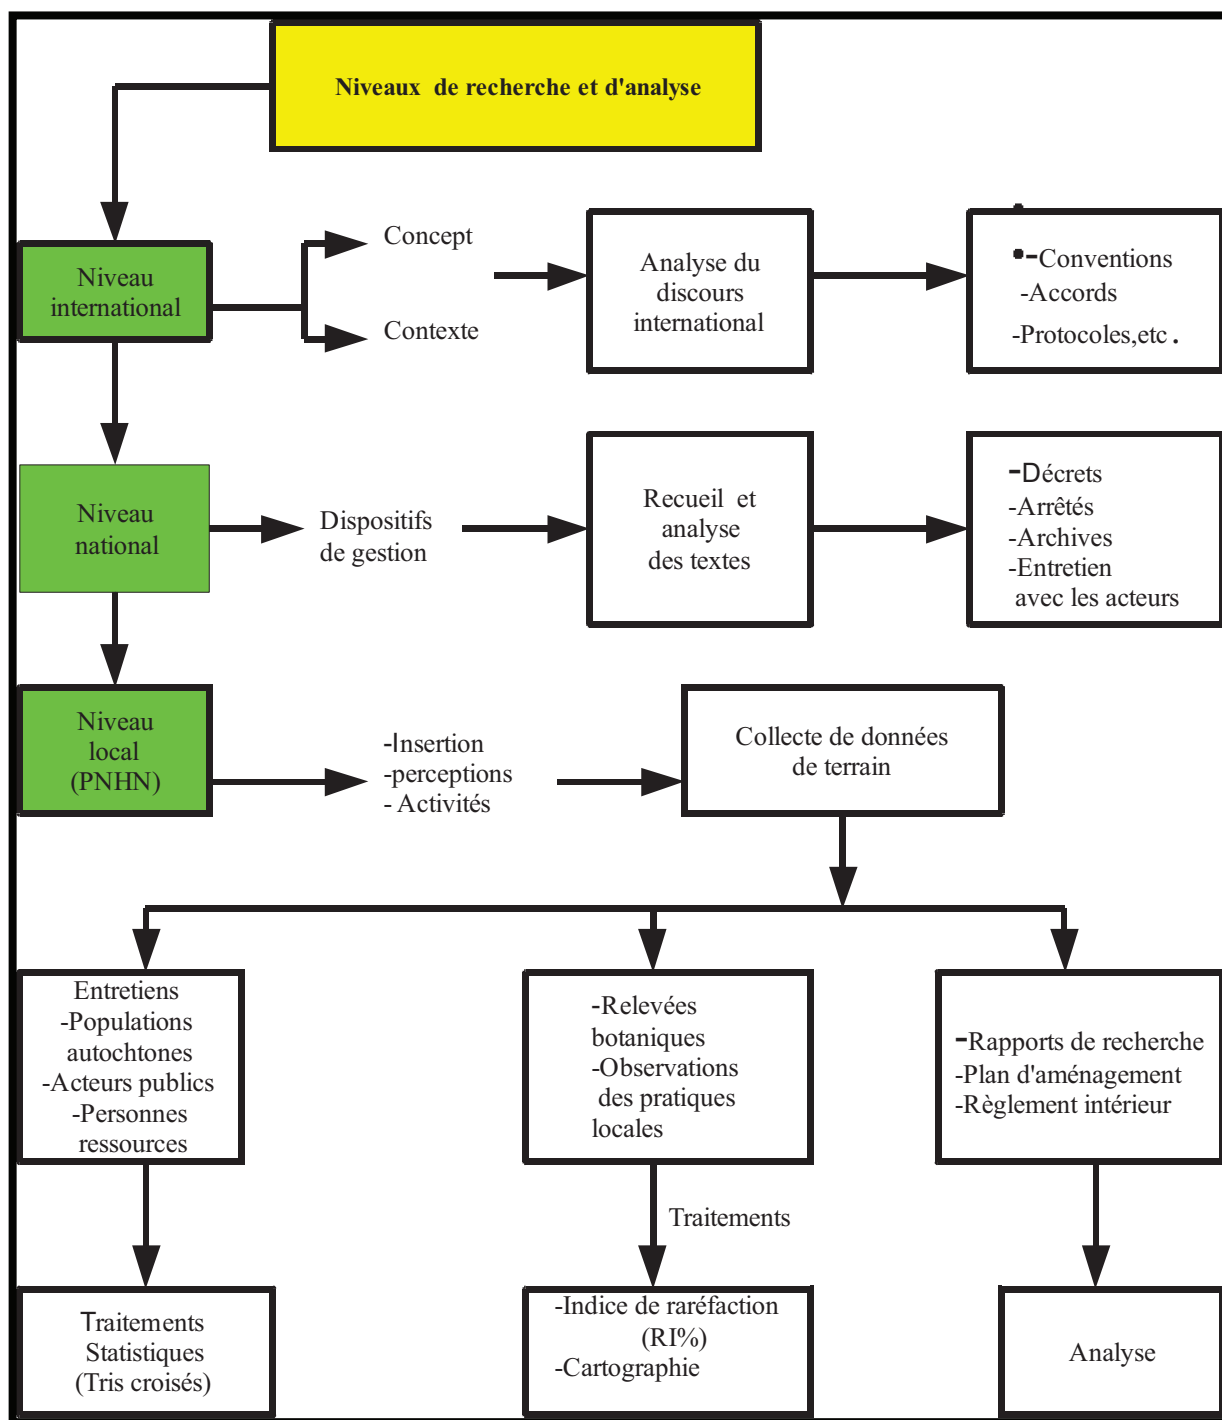 Niveaux de recherche et d'analyse
Niveau
international
Concept
Contexte
Analyse du
discours
international
-Conventions
-Accords
-Protocoles,etc.
Niveau
national
Dispositifs
de gestion
Recueil et
analyse
des textes
-Décrets
-Arrêtés
-Archives
-Entretien
avec les acteurs
Niveau
local
(PNHN)
-Insertion
-perceptions
- Activités
Collecte de données
de terrain
Entretiens
-Populations
autochtones
-Acteurs publics
-Personnes
ressources
-Relevées
botaniques
-Observations
des pratiques
locales
-Rapports de recherche
-Plan d'aménagement
-Règlement intérieur
Traitements
Traitements
Statistiques
(Tris croisés)
-Indice de raréfaction
(RI%)
-Cartographie
Analyse